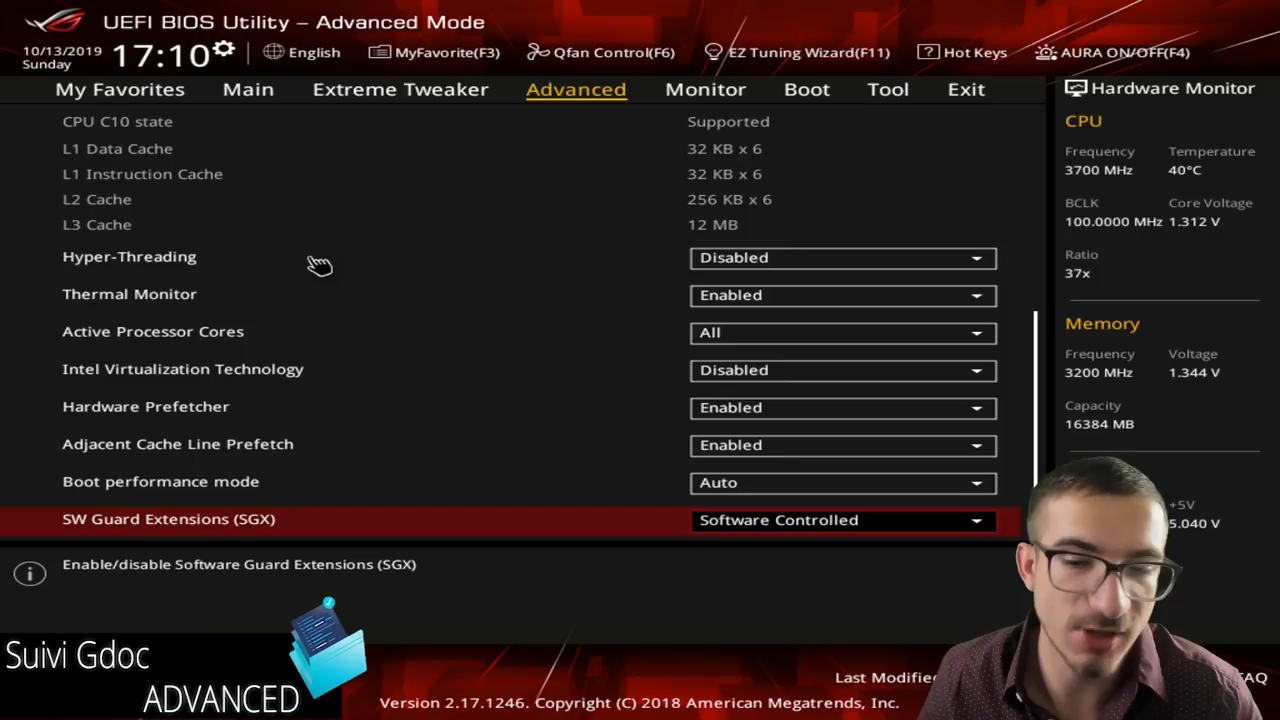 UEFI BIOS Utility – Advanced Mode
10/13/2019
Sunday
17:10
English
MyFavorite(F3)
Qfan Control(F6)
EZ Tuning Wizard(F11)
? Hot Keys
AURA ON/OFF(F4)
My Favorites Main Extreme Tweaker Advanced Monitor Boot Tool Exit
Hardware Monitor
CPU C10 state Supported
L1 Data Cache 32 KB x 6
L1 Instruction Cache 32 KB x 6
L2 Cache 256 KB x 6
L3 Cache 12 MB
Hyper-Threading Disabled
Thermal Monitor Enabled
Active Processor Cores All
Intel Virtualization Technology Disabled
Hardware Prefetcher Enabled
Adjacent Cache Line Prefetch Enabled
Boot performance mode Auto
SW Guard Extensions (SGX) Software Controlled
Enable/disable Software Guard Extensions (SGX)
CPU
Frequency Temperature
3700 MHz 40°C
BCLK Core Voltage
100.0000 MHz 1.312 V
Ratio
37x
Memory
Frequency Voltage
3200 MHz 1.344 V
Capacity
16384 MB
+5V
5.040 V
Suivi Gdoc
ADVANCED
Last Modified
FAQ
Version 2.17.1246. Copyright (C) 2018 American Megatrends, Inc.